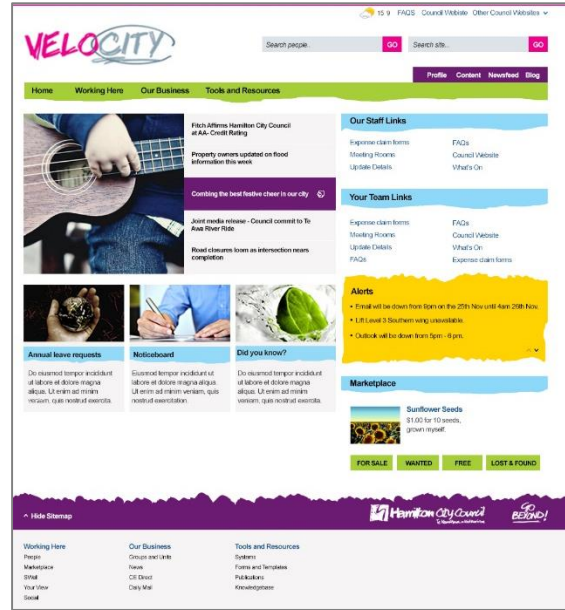 15 9 FAQS Council Webiste Other Council Websites
VELOCITY
Search people.. GO Search site.. GO
Profile Content Newsfeed Blog
Home Working Here Our Business Tools and Resources
Fitch Affirms Hamilton City Council
at AA- Credit Rating
Property owners updated on flood
information this week
Combing the best festive cheer in our city
Joint media release - Council commit to Te
Awa River Ride
Road closures loom as intersection nears
completion
Our Staff Links
Expense claim forms FAQs
Meeting Rooms Council Website
Update Details What's On
Your Team Links
Expense claim forms FAQs
Meeting Rooms Council Website
Update Details What's On
FAQs Expense claim forms
Alerts
• Email will be down from 9pm on the 25th Nov until 4am 26th Nov.
• Lift Level 3 Southern wing unavailable.
• Outlook will be down from 5pm - 6 pm.
Annual leave requests
Do eiusmod tempor incididunt
ut labore et dolore magna
aliqua. Ut enim ad minim
veniam, quis nostrud exercita.
Noticeboard
Eiusmod tempor incididunt
ut labore et dolore magna aliqua.
Ut enim ad minim veniam, quis
nostrud exercitation.
Did you know?
Do eiusmod tempor incididunt
ut labore et dolore magna
aliqua. Ut enim ad minim
veniam, quis nostrud exercita.
Marketplace
Sunflower Seeds
$1.00 for 10 seeds,
grown myself.
FOR SALE WANTED FREE LOST & FOUND
Hide Sitemap
Hamilton City Council
GO BEYOND!
Working Here
People
Marketplace
SWell
Your View
Social
Our Business
Groups and Units
News
CE Direct
Daily Mail
Tools and Resources
Systems
Forms and Templates
Publications
Knowledgebase